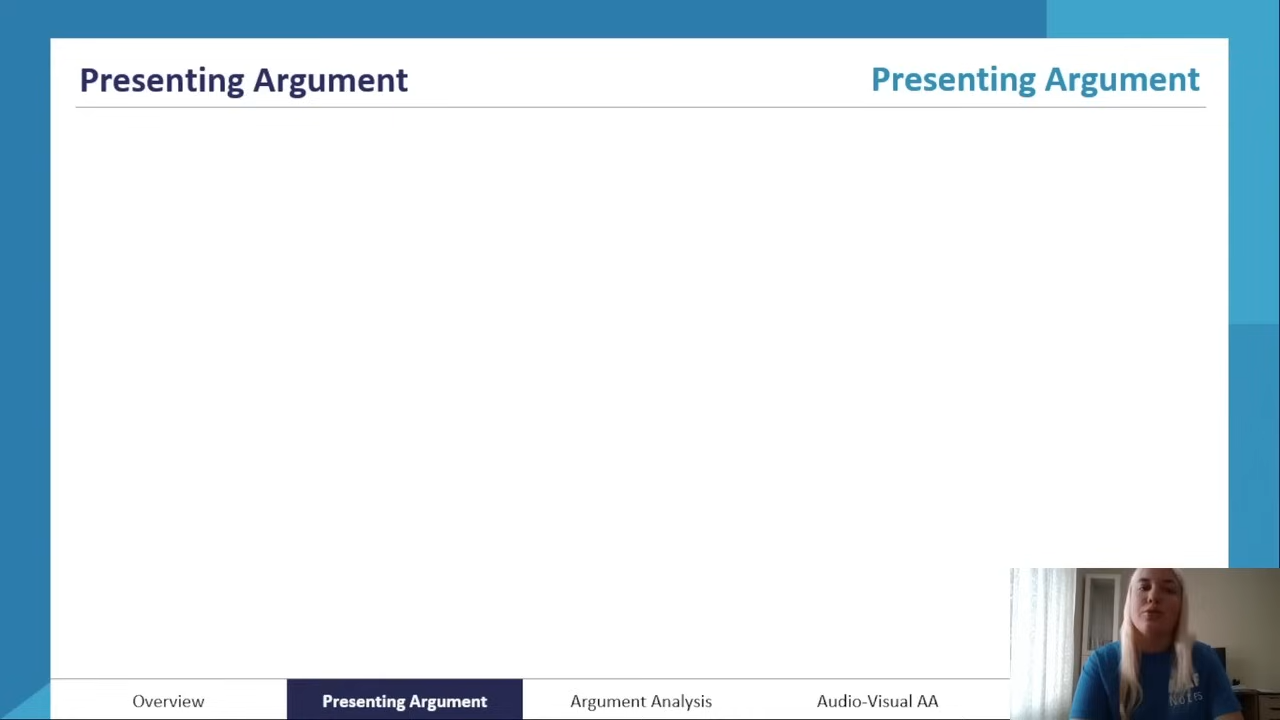 Presenting Argument
Presenting Argument
Overview
Presenting Argument
Argument Analysis
Audio-Visual AA